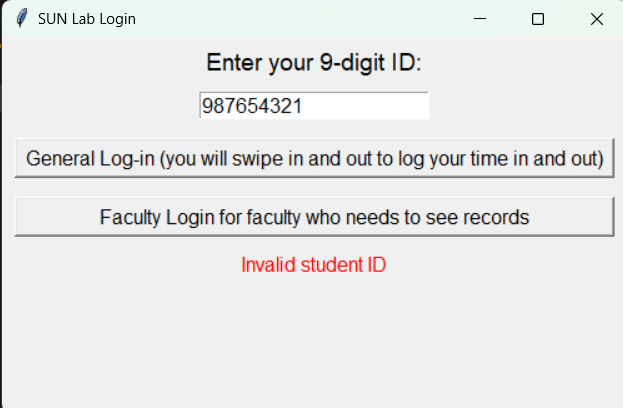 SUN Lab Login
Enter your 9-digit ID:
987654321
General Log-in (you will swipe in and out to log your time in and out)
Faculty Login for faculty who needs to see records
Invalid student ID